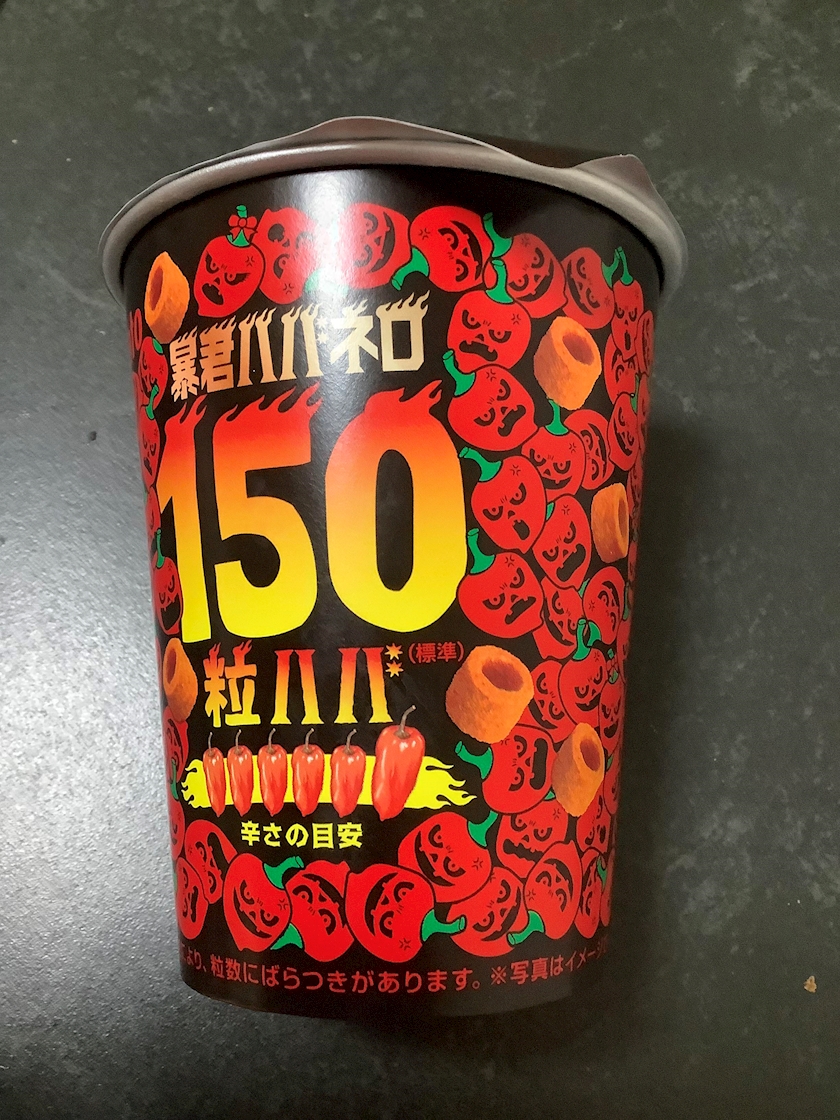 暴君ハバネロ
150
粒ハバ
(標準)
辛さの目安
より、粒数にばらつきがあります。※写真はイメージ